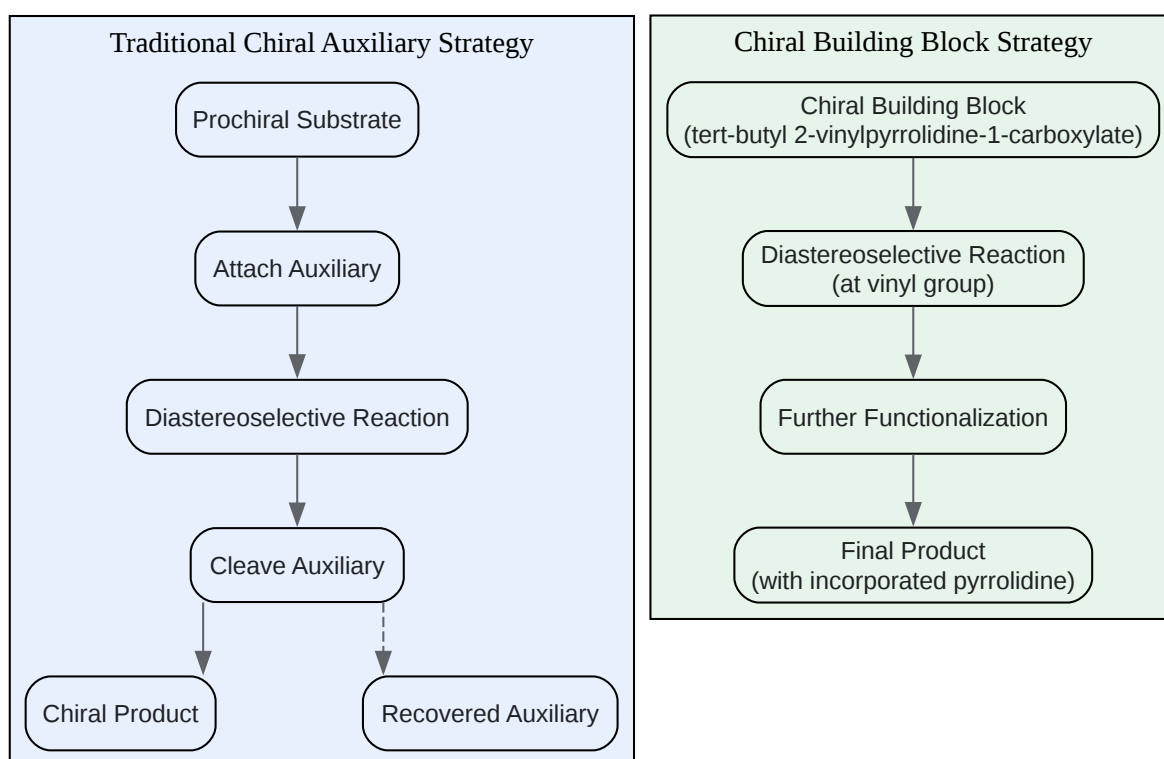 Traditional Chiral Auxiliary Strategy
Prochiral Substrate
Attach Auxiliary
Diastereoselective Reaction
Cleave Auxiliary
Chiral Product
Recovered Auxiliary
Chiral Building Block Strategy
Chiral Building Block
(tert-butyl 2-vinylpyrrolidine-1-carboxylate)
Diastereoselective Reaction
(at vinyl group)
Further Functionalization
Final Product
(with incorporated pyrrolidine)